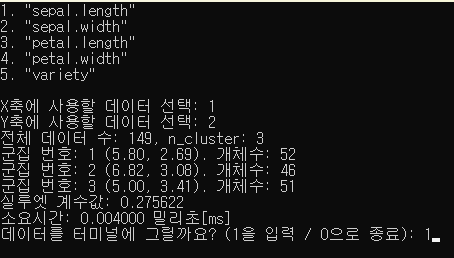 1. "sepal.length"
2. "sepal.width"
3. "petal.length"
4. "petal.width"
5. "variety"
X축에 사용할 데이터 선택: 1
Y축에 사용할 데이터 선택: 2
전체 데이터 수: 149, n_cluster: 3
군집 번호: 1 (5.80, 2.69). 개체수: 52
군집 번호: 2 (6.82, 3.08). 개체수: 46
군집 번호: 3 (5.00, 3.41). 개체수: 51
실루엣 계수값: 0.275622
소요시간: 0.004000 밀리초[ms]
데이터를 터미널에 그릴까요? (1을 입력 / 0으로 종료): 1